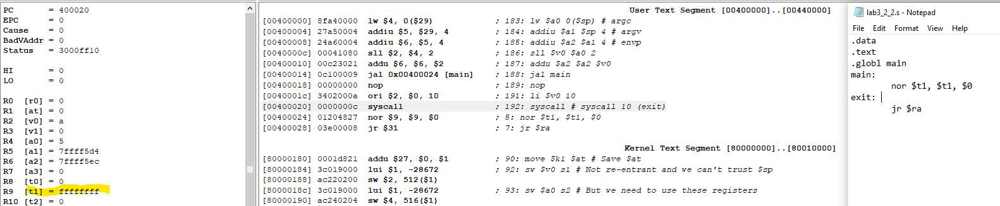 PC = 400020
EPC = 0
Cause = 0
BadVAddr = 0
Status = 3000ff10
HI = 0
LO = 0
R0 [r0] = 0
R1 [at] = 0
R2 [v0] = a
R3 [v1] = 0
R4 [a0] = 5
R5 [a1] = 7ffff5d4
R6 [a2] = 7ffff5ec
R7 [a3] = 0
R8 [t0] = 0
R9 [t1] = ffffffff
R10 [t2] = 0
User Text Segment [00400000]..[00440000]
[00400000] 8fa40000 lw $4, 0($29) ; 183: lw $a0 0($sp) # argc
[00400004] 27a50004 addiu $5, $29, 4 ; 184: addiu $a1 $sp 4 # argv
[00400008] 24a60004 addiu $6, $5, 4 ; 185: addiu $a2 $a1 4 # envp
[0040000c] 00041080 sll $2, $4, 2 ; 186: sll $v0 $a0 2
[00400010] 00c23021 addu $6, $6, $2 ; 187: addu $a2 $a2 $v0
[00400014] 0c100009 jal 0x00400024 [main] ; 188: jal main
[00400018] 00000000 nop ; 189: nop
[0040001c] 3402000a ori $2, $0, 10 ; 191: li $v0 10
[00400020] 0000000c syscall ; 192: syscall # syscall 10 (exit)
[00400024] 01204827 nor $9, $9, $0 ; 5: nor $t1, $t1, $0
[00400028] 03e00008 jr $31 ; 7: jr $ra
Kernel Text Segment [80000000]..[80010000]
[80000180] 0001d821 addu $27, $0, $1 ; 90: move $k1 $at # Save $at
[80000184] 3c019000 lui $1, -28672 ; 92: sw $v0 s1 # Not re-entrant and we can't trust $sp
[80000188] ac220200 sw $2, 512($1)
[8000018c] 3c019000 lui $1, -28672 ; 93: sw $a0 s2 # But we need to use these registers
[80000190] ac240204 sw $4, 516($1)
lab3_2_2.s - Notepad
File Edit Format View Help
.data
.text
.globl main
main:
nor $t1, $t1, $0
exit:
jr $ra